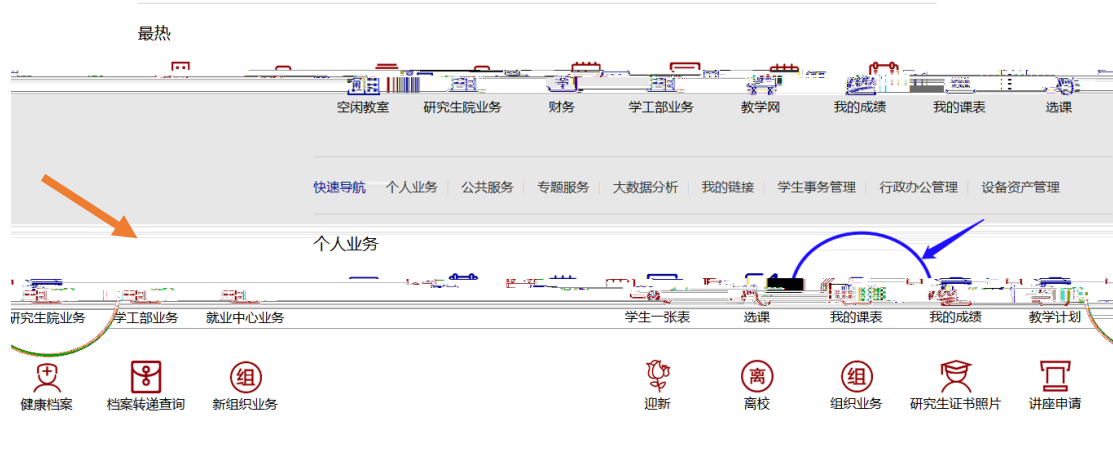 最热
空闲教室 研究生院业务 财务 学工部业务 教学网 我的成绩 我的课表 选课
快速导航 个人业务 公共服务 专题服务 大数据分析 我的链接 学生事务管理 行政办公管理 设备资产管理
个人业务
研究生院业务 学工部业务 就业中心业务 学生一张表 选课 我的课表 我的成绩 教学计划
组 离 组
健康档案 档案转递查询 新组织业务 迎新 离校 组织业务 研究生证书照片 讲座申请